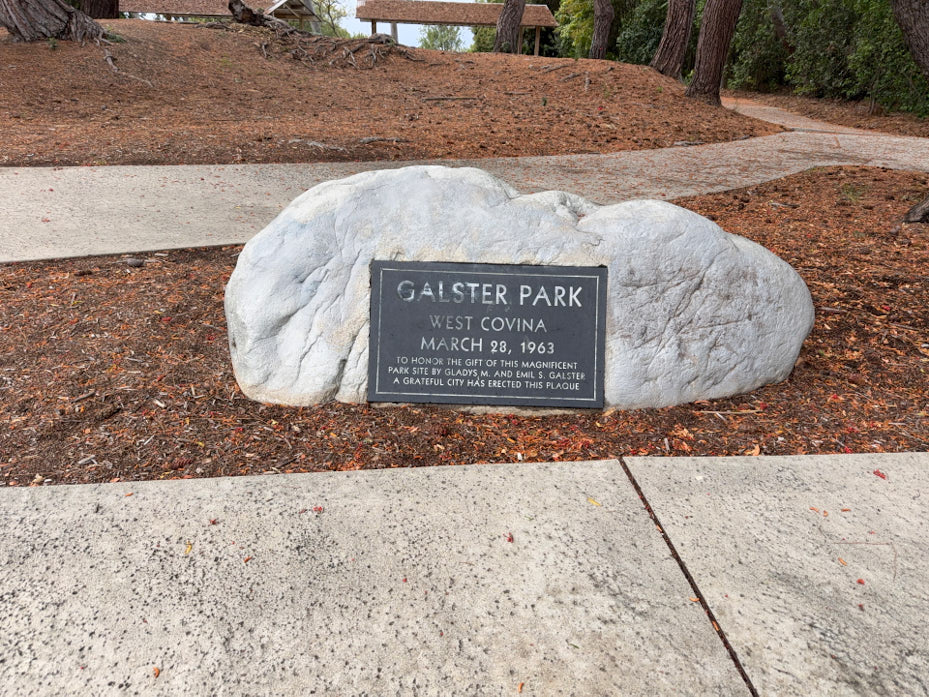 GALSTER PARK
WEST COVINA
MARCH 28, 1963
TO HONOR THE GIFT OF THIS MAGNIFICENT
PARK SITE BY GLADYS M. AND EMIL S. GALSTER
A GRATEFUL CITY HAS ERECTED THIS PLAQUE